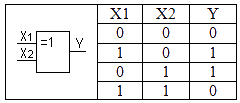 X1
X2
=1
Y
X1 X2 Y
0 0 0
1 0 1
0 1 1
1 1 0